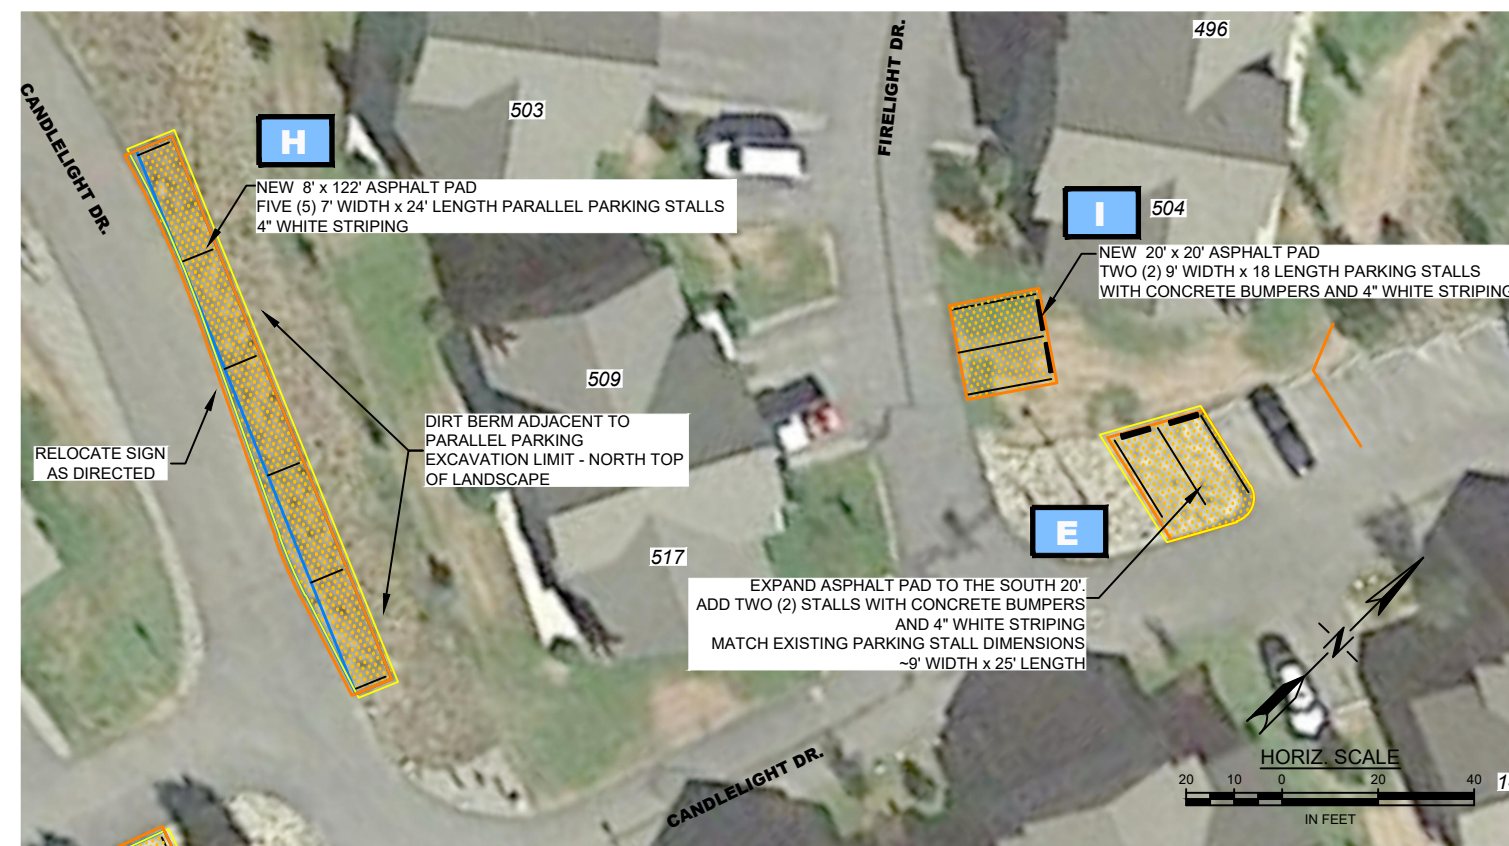 496
CANDLELIGHT DR.
FIRELIGHT DR.
503
H
NEW 8' x 122' ASPHALT PAD
FIVE (5) 7' WIDTH x 24' LENGTH PARALLEL PARKING STALLS
4" WHITE STRIPING
I
504
NEW 20' x 20' ASPHALT PAD
TWO (2) 9' WIDTH x 18 LENGTH PARKING STALLS
WITH CONCRETE BUMPERS AND 4" WHITE STRIPING
509
DIRT BERM ADJACENT TO
PARALLEL PARKING
EXCAVATION LIMIT - NORTH TOP
OF LANDSCAPE
RELOCATE SIGN
AS DIRECTED
E
517
EXPAND ASPHALT PAD TO THE SOUTH 20'.
ADD TWO (2) STALLS WITH CONCRETE BUMPERS
AND 4" WHITE STRIPING
MATCH EXISTING PARKING STALL DIMENSIONS
~9' WIDTH x 25' LENGTH
N
CANDLELIGHT DR.
HORIZ. SCALE
20 10 0 20 40
IN FEET